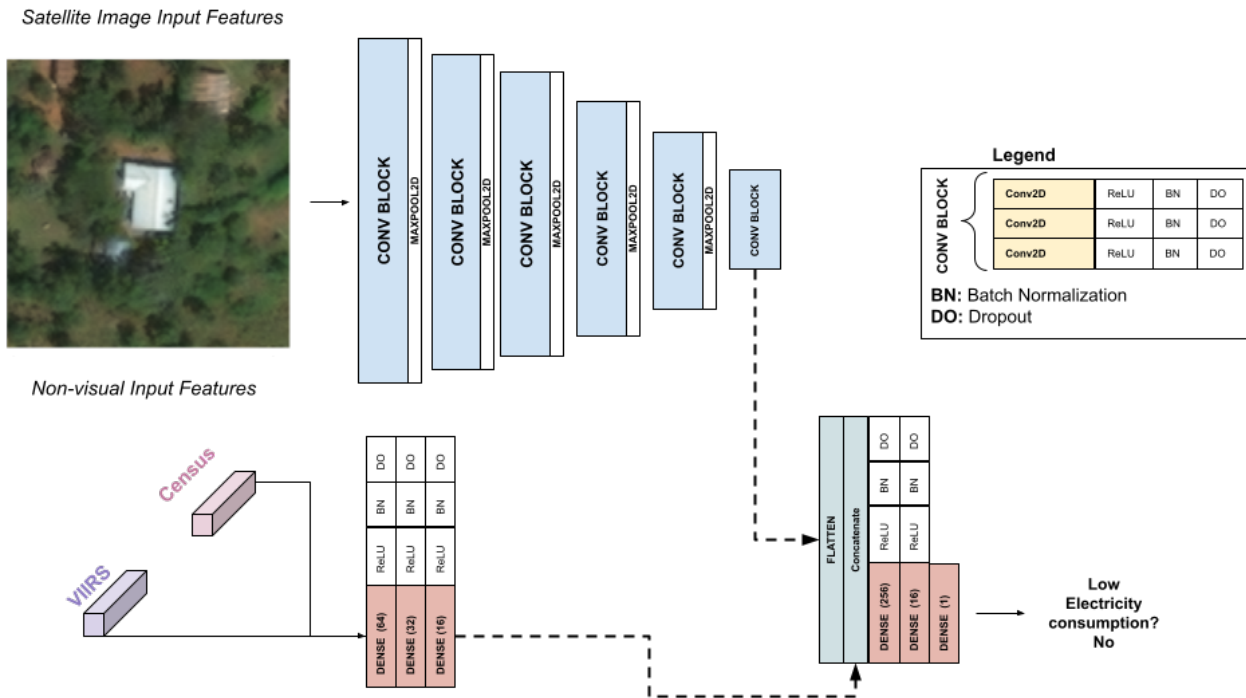 Satellite Image Input Features
CONV BLOCK
MAXPOOL2D
CONV BLOCK
MAXPOOL2D
CONV BLOCK
MAXPOOL2D
CONV BLOCK
MAXPOOL2D
CONV BLOCK
MAXPOOL2D
CONV BLOCK
Legend
CONV BLOCK
Conv2D ReLU BN DO
Conv2D ReLU BN DO
Conv2D ReLU BN DO
BN: Batch Normalization
DO: Dropout
Non-visual Input Features
Census
VIIRS
DO DO DO
BN BN BN
ReLU ReLU ReLU
DENSE (64)
DENSE (32)
DENSE (16)
FLATTEN
Concatenate
DO DO
BN BN
ReLU ReLU
DENSE (256)
DENSE (16)
DENSE (1)
Low
Electricity
consumption?
No